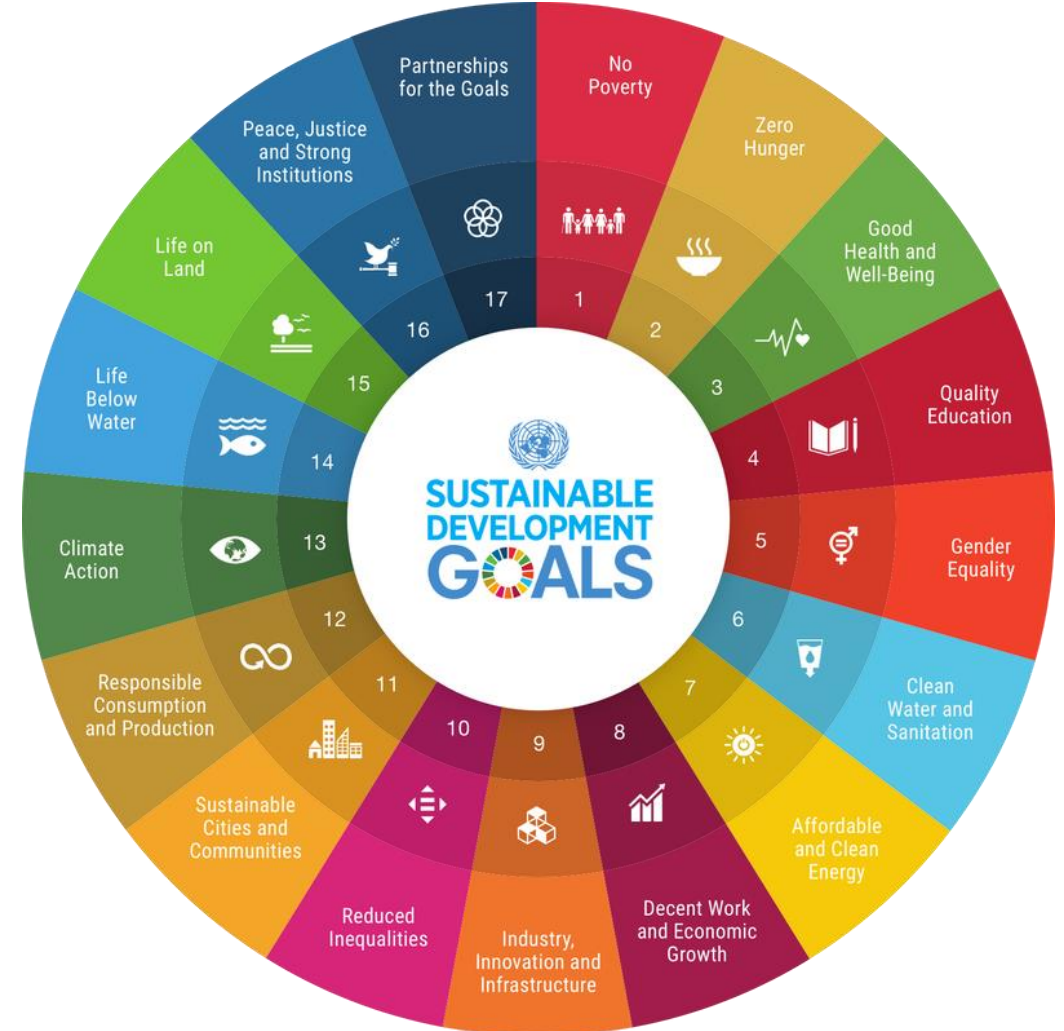 No
Poverty
1
Zero
Hunger
2
Good
Health and
Well-Being
3
Quality
Education
4
Gender
Equality
5
Clean
Water and
Sanitation
6
Affordable
and Clean
Energy
7
Decent Work
and Economic
Growth
8
Industry,
Innovation and
Infrastructure
9
Reduced
Inequalities
10
Sustainable
Cities and
Communities
11
Responsible
Consumption
and Production
12
Climate
Action
13
Life
Below
Water
14
Life on
Land
15
Peace, Justice
and Strong
Institutions
16
Partnerships
for the Goals
17
SUSTAINABLE
DEVELOPMENT
GOALS